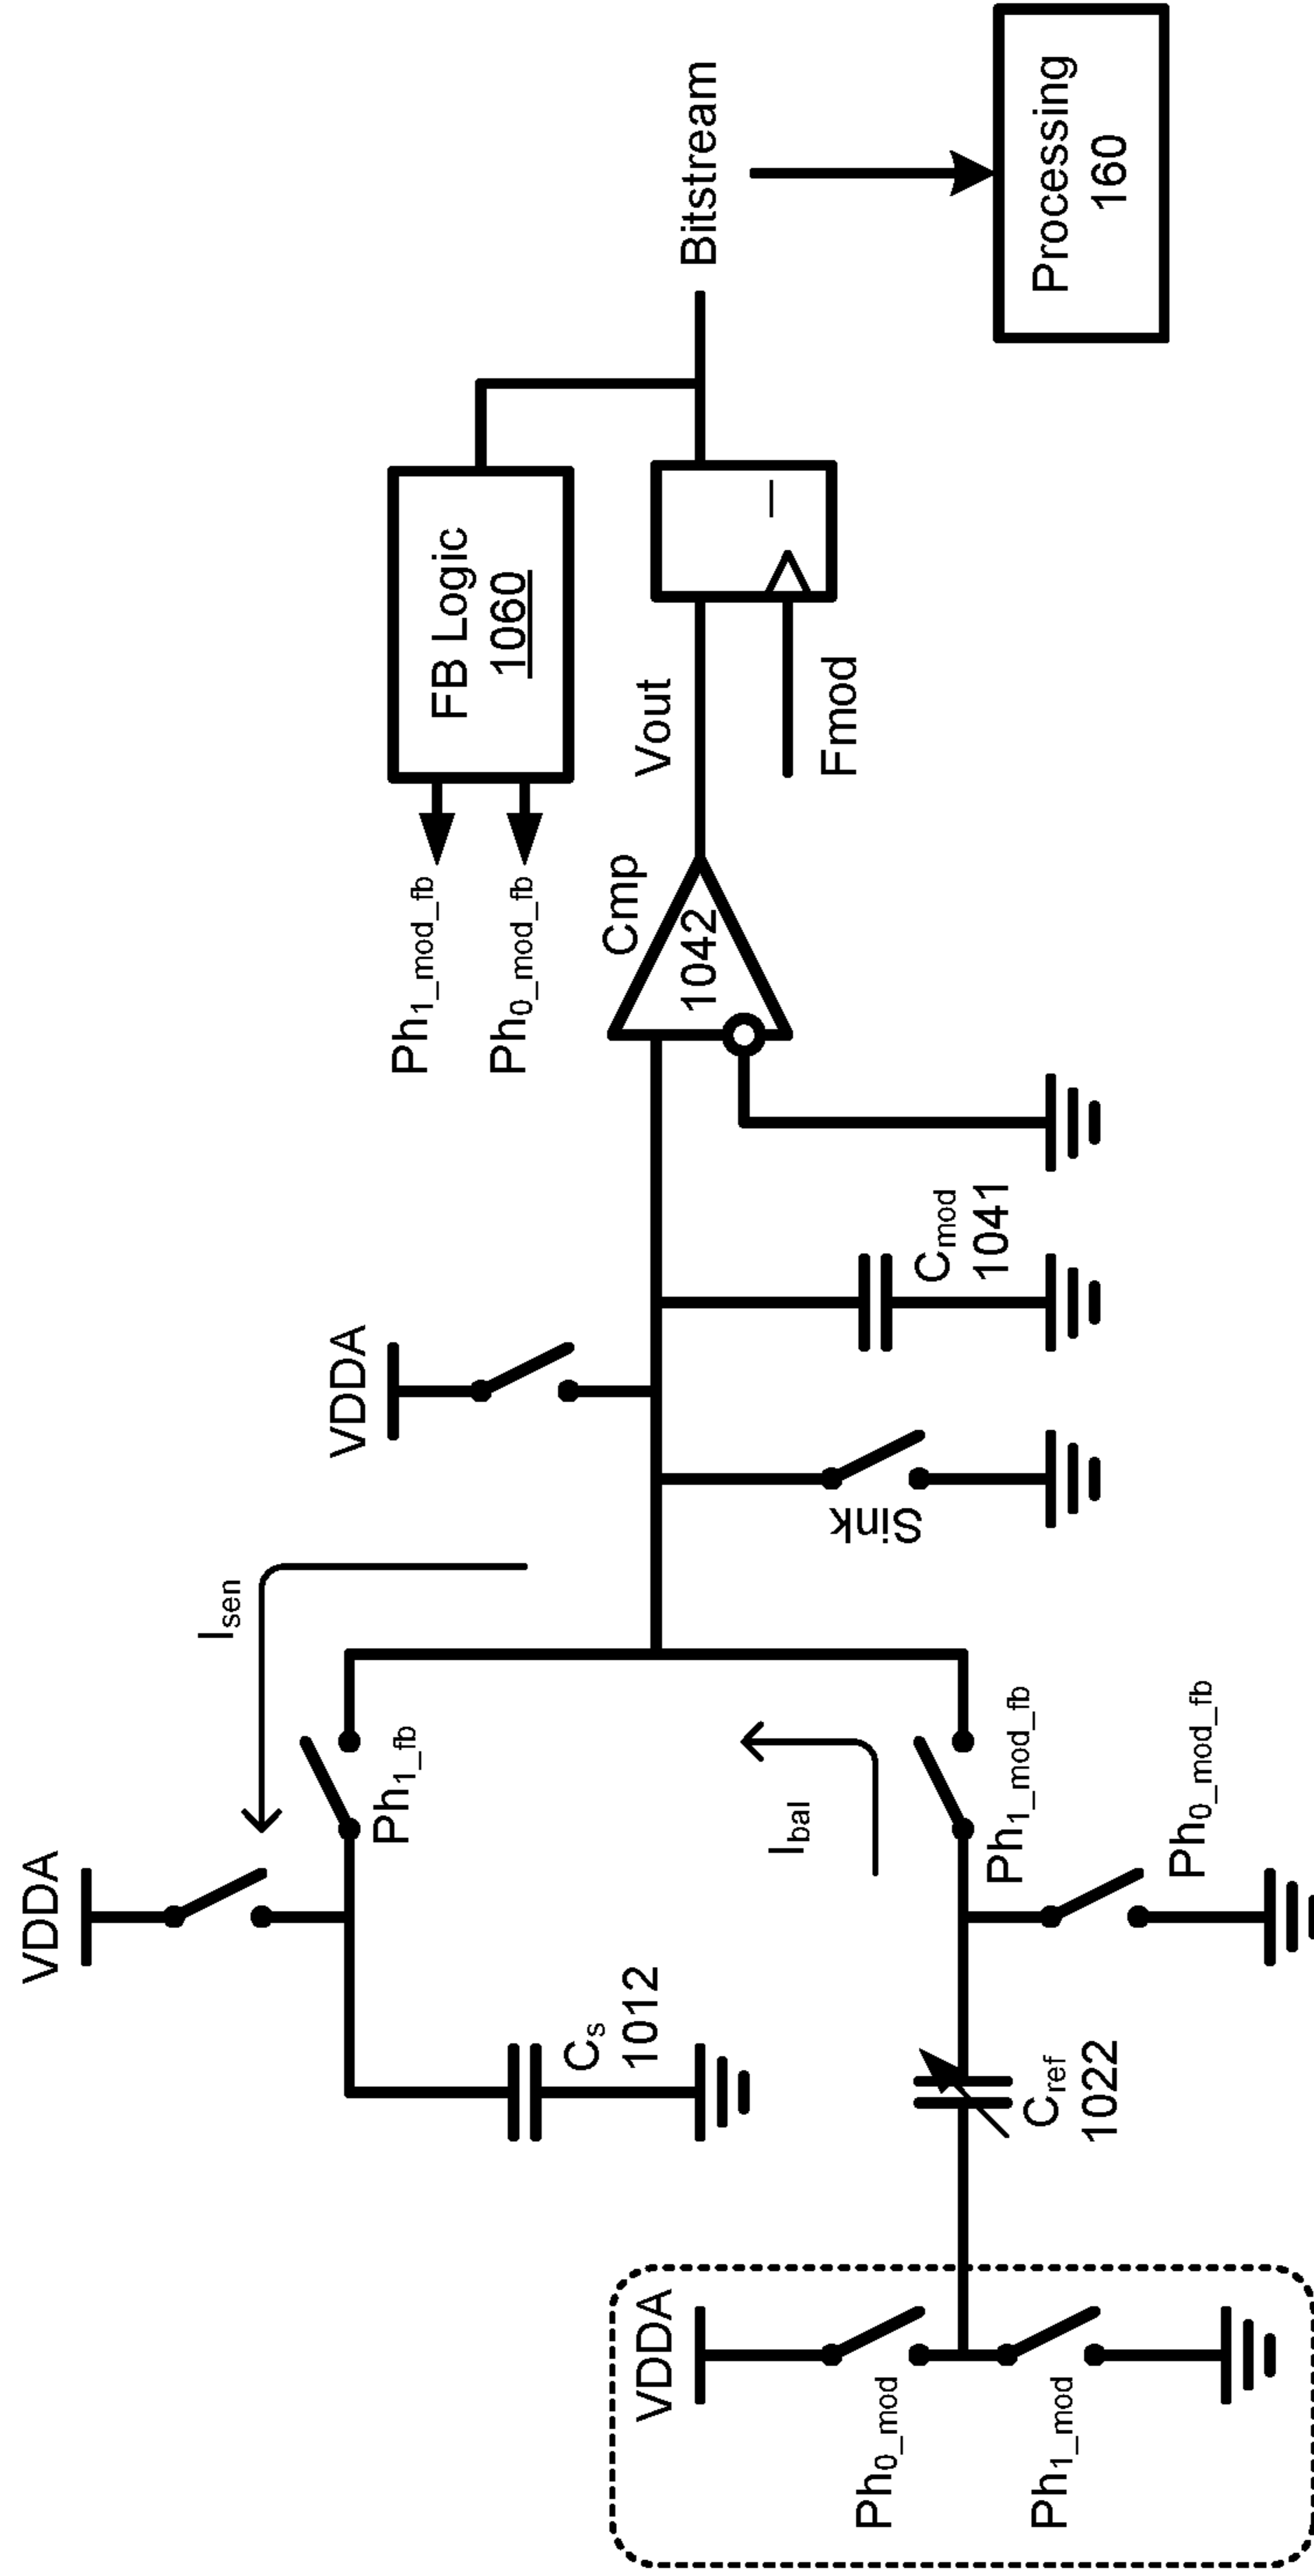 VDDA
Ph0_mod
Ph1_mod
Cref
1022
Ph1_mod_fb
Ph0_mod_fb
Ibal
VDDA
Cs
1012
Ph1_fb
Isen
Sink
VDDA
Cmod
1041
Cmp
1042
Vout
Fmod
Ph1_mod_fb
Ph0_mod_fb
FB Logic
1060
Bitstream
Processing
160